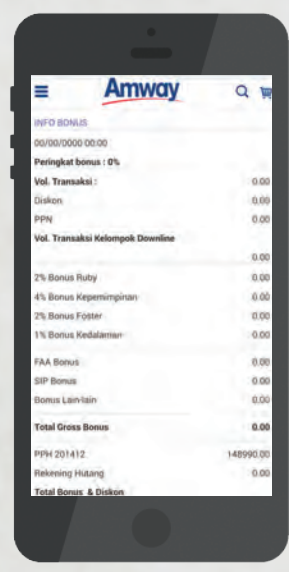 Amway
INFO BONUS
00/00/0000 00:00
Peringkat bonus : 0%
Vol. Transaksi : 0.00
Diskon 0.00
PPN 0.00
Vol. Transaksi Kelompok Downline
0.00
2% Bonus Ruby 0.00
4% Bonus Kepemimpinan 0.00
2% Bonus Foster 0.00
1% Bonus Kedalaman 0.00
FAA Bonus 0.00
SIP Bonus 0.00
Bonus Lain-lain 0.00
Total Gross Bonus 0.00
PPH 201412 148990.00
Rekening Hutang 0.00
Total Bonus & Diskon